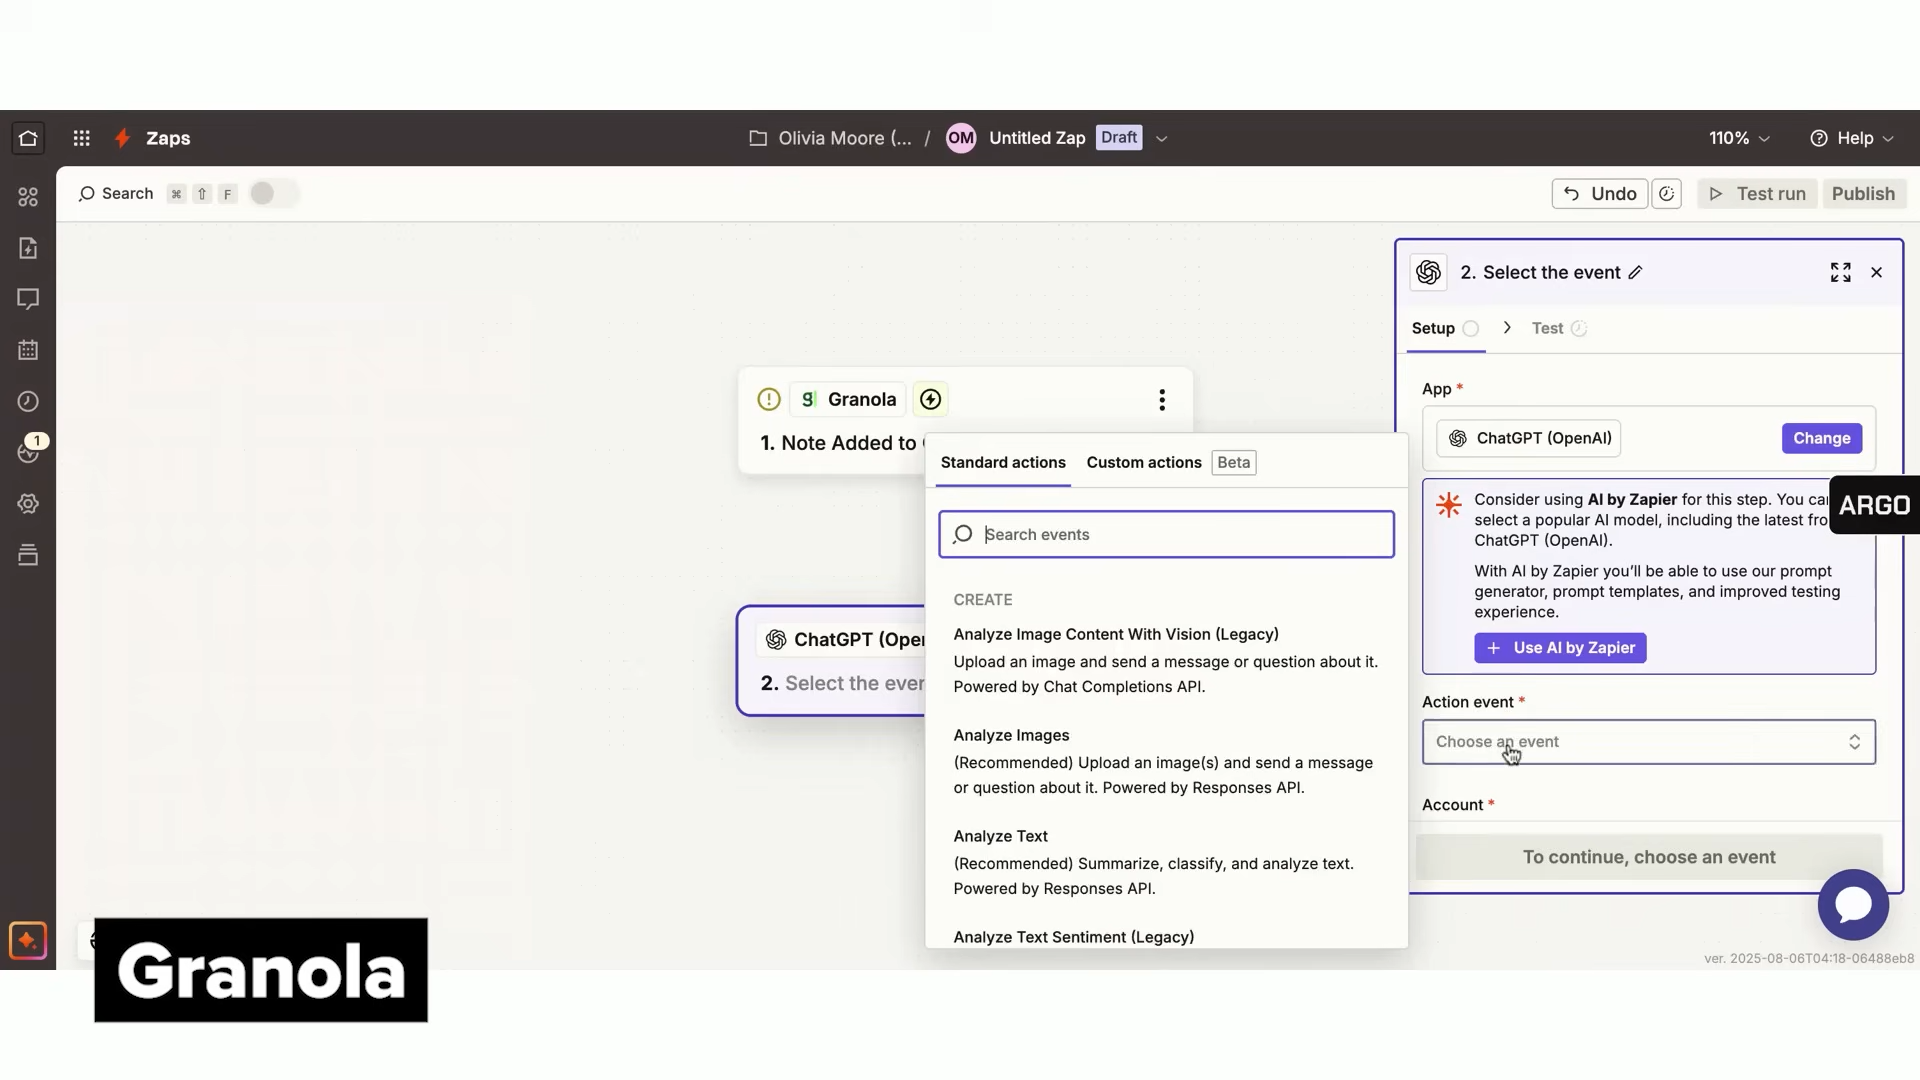 Zaps
Olivia Moore (... / OM Untitled Zap Draft
110%
Help
Search ⌘ ⇧ F
Undo
Test run
Publish
1
Granola
1. Note Added to
ChatGPT (Open
2. Select the even
Standard actions
Custom actions Beta
Search events
CREATE
Analyze Image Content With Vision (Legacy)
Upload an image and send a message or question about it.
Powered by Chat Completions API.
Analyze Images
(Recommended) Upload an image(s) and send a message
or question about it. Powered by Responses API.
Analyze Text
(Recommended) Summarize, classify, and analyze text.
Powered by Responses API.
Analyze Text Sentiment (Legacy)
2. Select the event
Setup
Test
App *
ChatGPT (OpenAI)
Change
Consider using AI by Zapier for this step. You can
select a popular AI model, including the latest fro
ChatGPT (OpenAI).
With AI by Zapier you’ll be able to use our prompt
generator, prompt templates, and improved testing
experience.
+ Use AI by Zapier
ARGO
Action event *
Choose an event
Account *
To continue, choose an event
ver. 2025-08-06T04:18-06488eb8
Granola